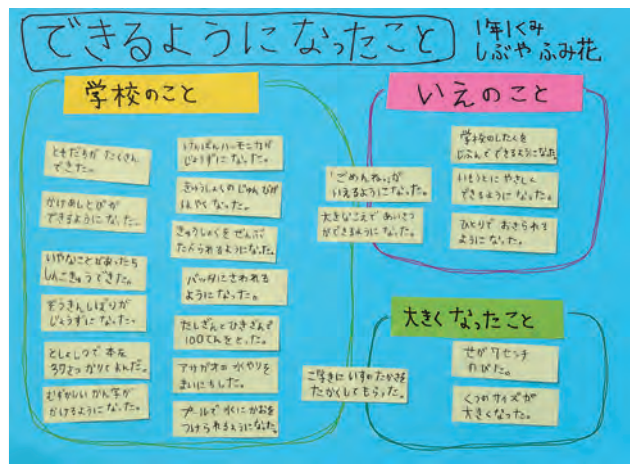 できるようになったこと
1年1くみ
しぶや ふみ花
学校のこと
ともだちが たくさん
できた。
かけあしとびが
できるようになった。
いやなことがあったら
しんこきゅうできた。
ぞうきんしぼりが
じょうずになった。
としょしつで本を
37さつ かりてよんだ。
むずかしい かん字が
かけるようになった。
けんばんハーモニカが
じょうずになった。
きゅうしょくのじゅんびが
はやくなった。
きゅうしょくをぜんぶ
たべられるようになった。
バッタにさわれる
ようになった。
たしざんとひきざんで
100てんをとった。
アサガオの水やりを
まいにちした。
プールで水にかおを
つけられるようになった。
「ごめんね」が
いえるようになった。
大きなこえで あいさつ
ができるようになった。
いえのこと
学校のしたくを
じぶんでできるようになった。
いもうとに やさしく
できるようになった。
ひとりで おきられる
ようになった。
大きくなったこと
せが7センチ
のびた。
くつのサイズが
大きくなった。
2学きに いすのたかさを
たかくしてもらった。